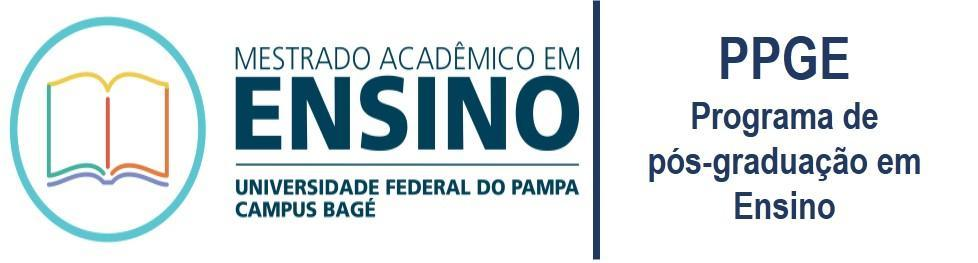 MESTRADO ACADÊMICO EM
ENSINO
UNIVERSIDADE FEDERAL DO PAMPA
CAMPUS BAGÉ
PPGE
Programa de
pós-graduação em
Ensino